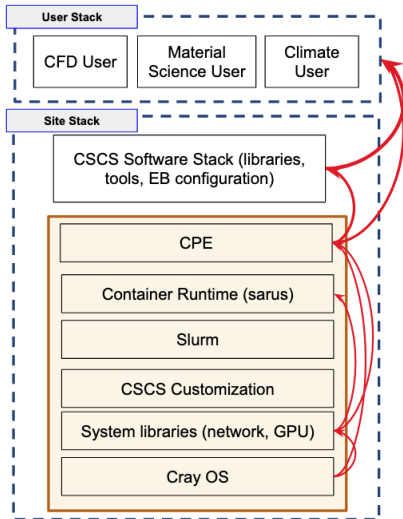 User Stack
CFD User
Material
Science User
Climate
User
Site Stack
CSCS Software Stack (libraries,
tools, EB configuration)
CPE
Container Runtime (sarus)
Slurm
CSCS Customization
System libraries (network, GPU)
Cray OS